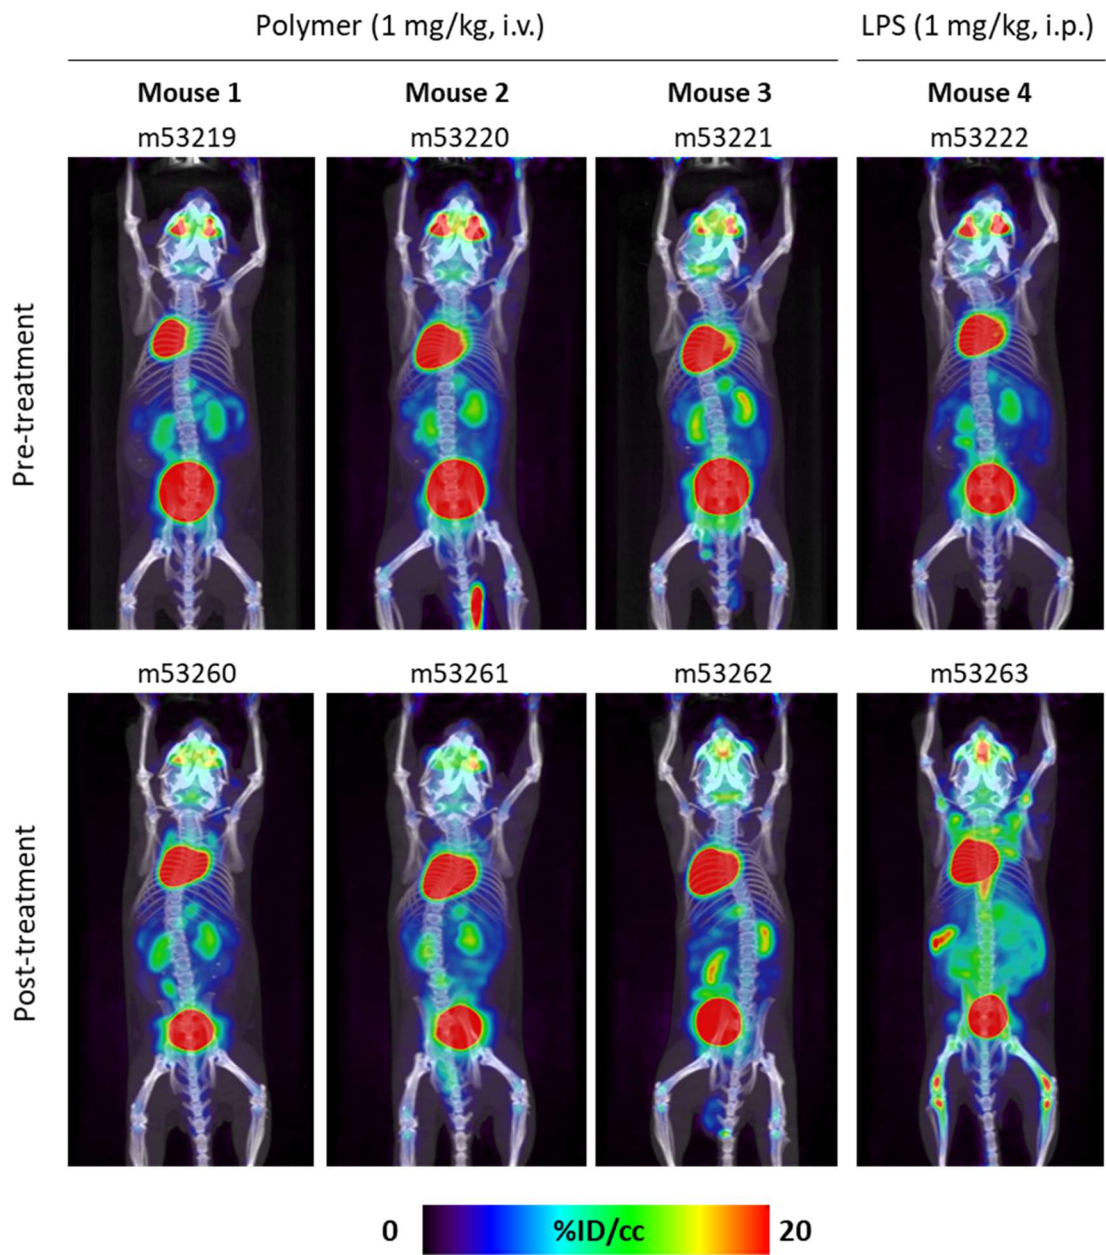 Polymer (1 mg/kg, i.v.) LPS (1 mg/kg, i.p.)
Mouse 1 Mouse 2 Mouse 3 Mouse 4
m53219 m53220 m53221 m53222
Pre-treatment
m53260 m53261 m53262 m53263
Post-treatment
0 %ID/cc 20